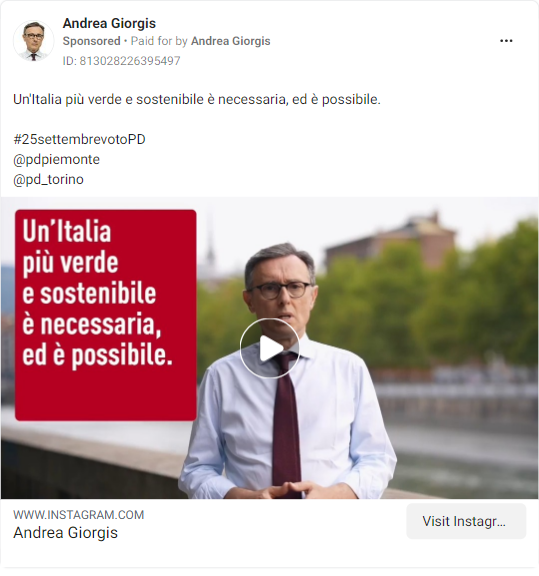 Andrea Giorgis
Sponsored • Paid for by Andrea Giorgis
ID: 813028226395497
Un'Italia più verde e sostenibile è necessaria, ed è possibile.
#25settembrevotoPD
@pdpiemonte
@pd_torino
Un'Italia
più verde
e sostenibile
è necessaria,
ed è possibile.
WWW.INSTAGRAM.COM
Andrea Giorgis
Visit Instagr...